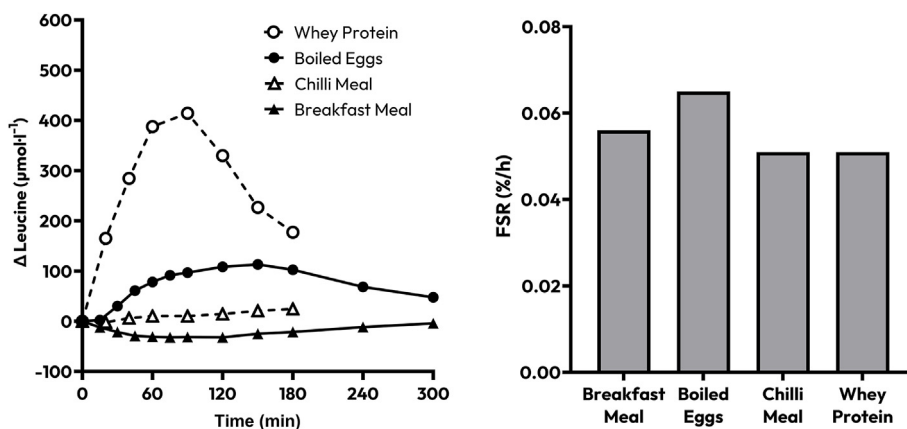 600
500
400
300
200
100
0
-100
Δ Leucine (µmol·l⁻¹)
Whey Protein
Boiled Eggs
Chilli Meal
Breakfast Meal
0 60 120 180 240 300
Time (min)
0.08
0.06
0.04
0.02
0.00
FSR (%/h)
Breakfast Meal
Boiled Eggs
Chilli Meal
Whey Protein